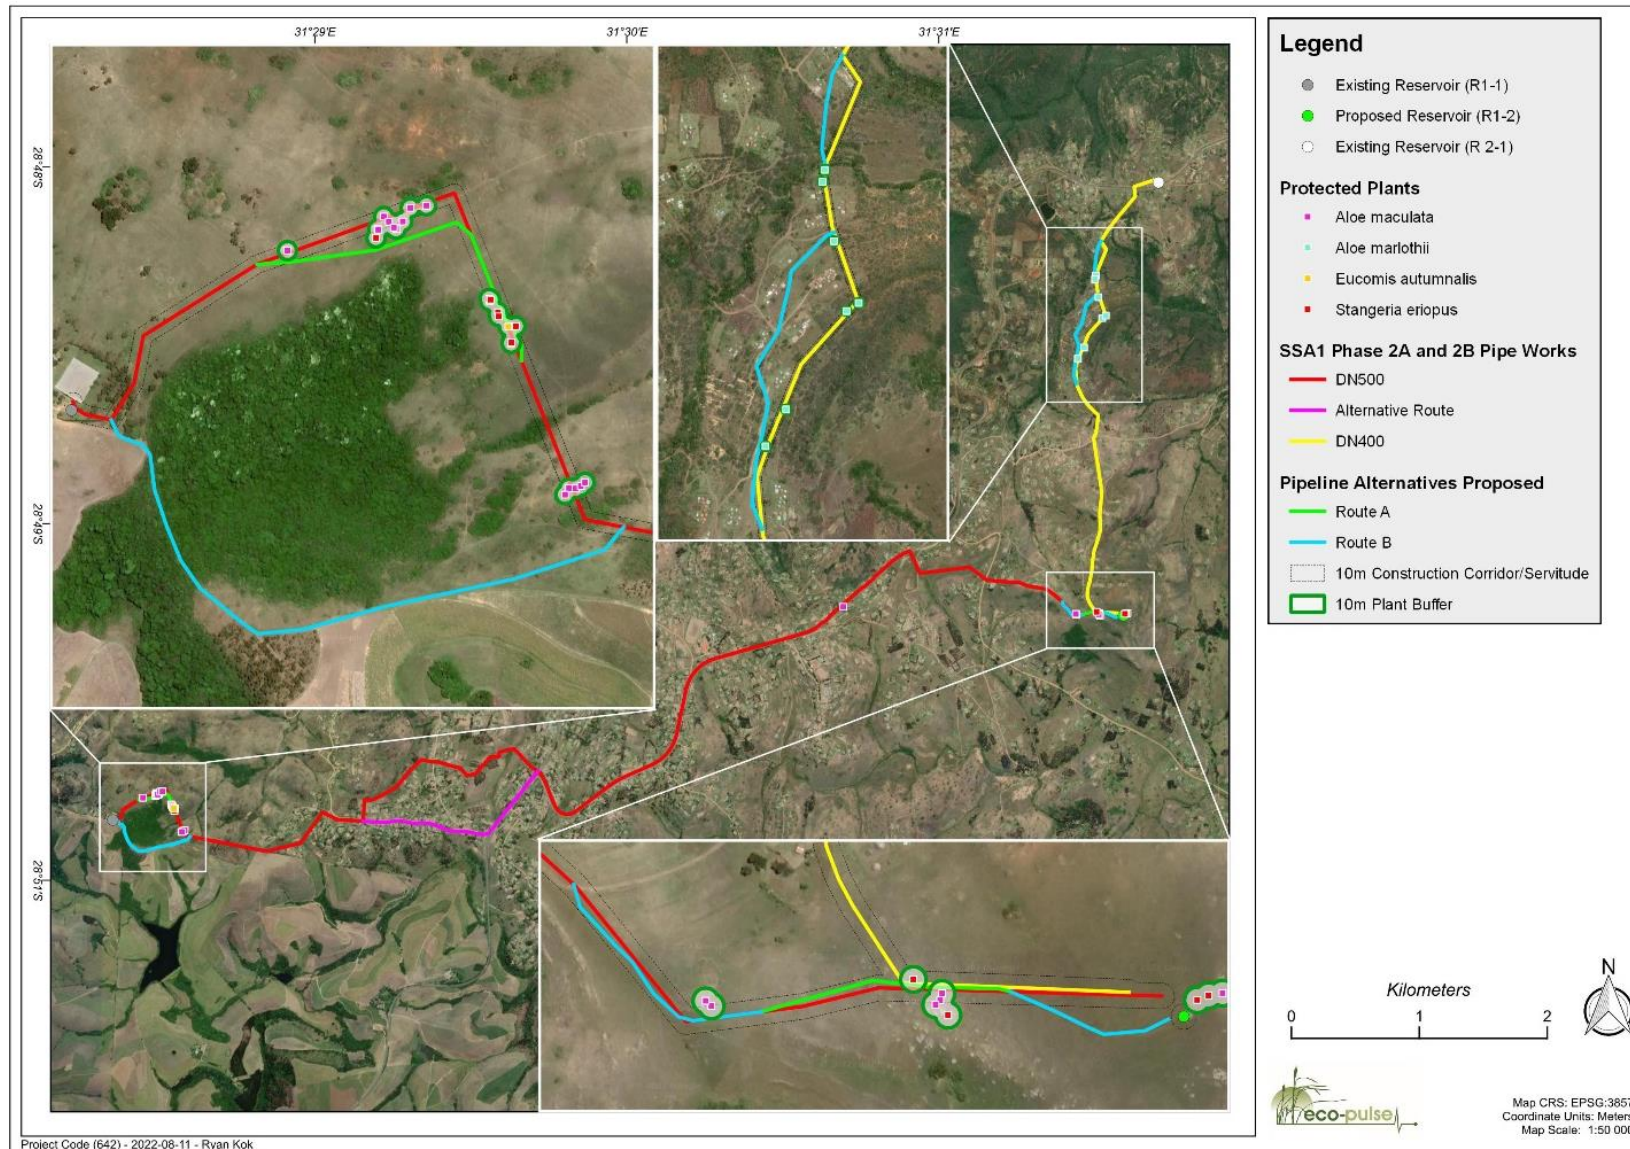 31°29'E
31°30'E
31°31'E
28°48'S
28°49'S
28°51'S
Legend
Existing Reservoir (R1-1)
Proposed Reservoir (R1-2)
Existing Reservoir (R 2-1)
Protected Plants
Aloe maculata
Aloe marlothii
Eucomis autumnalis
Stangeria eriopus
SSA1 Phase 2A and 2B Pipe Works
DN500
Alternative Route
DN400
Pipeline Alternatives Proposed
Route A
Route B
10m Construction Corridor/Servitude
10m Plant Buffer
Kilometers
0 1 2
N
eco-pulse
Map CRS: EPSG:3857
Coordinate Units: Meters
Map Scale: 1:50 000
Project Code (642) - 2022-08-11 - Ryan Kok